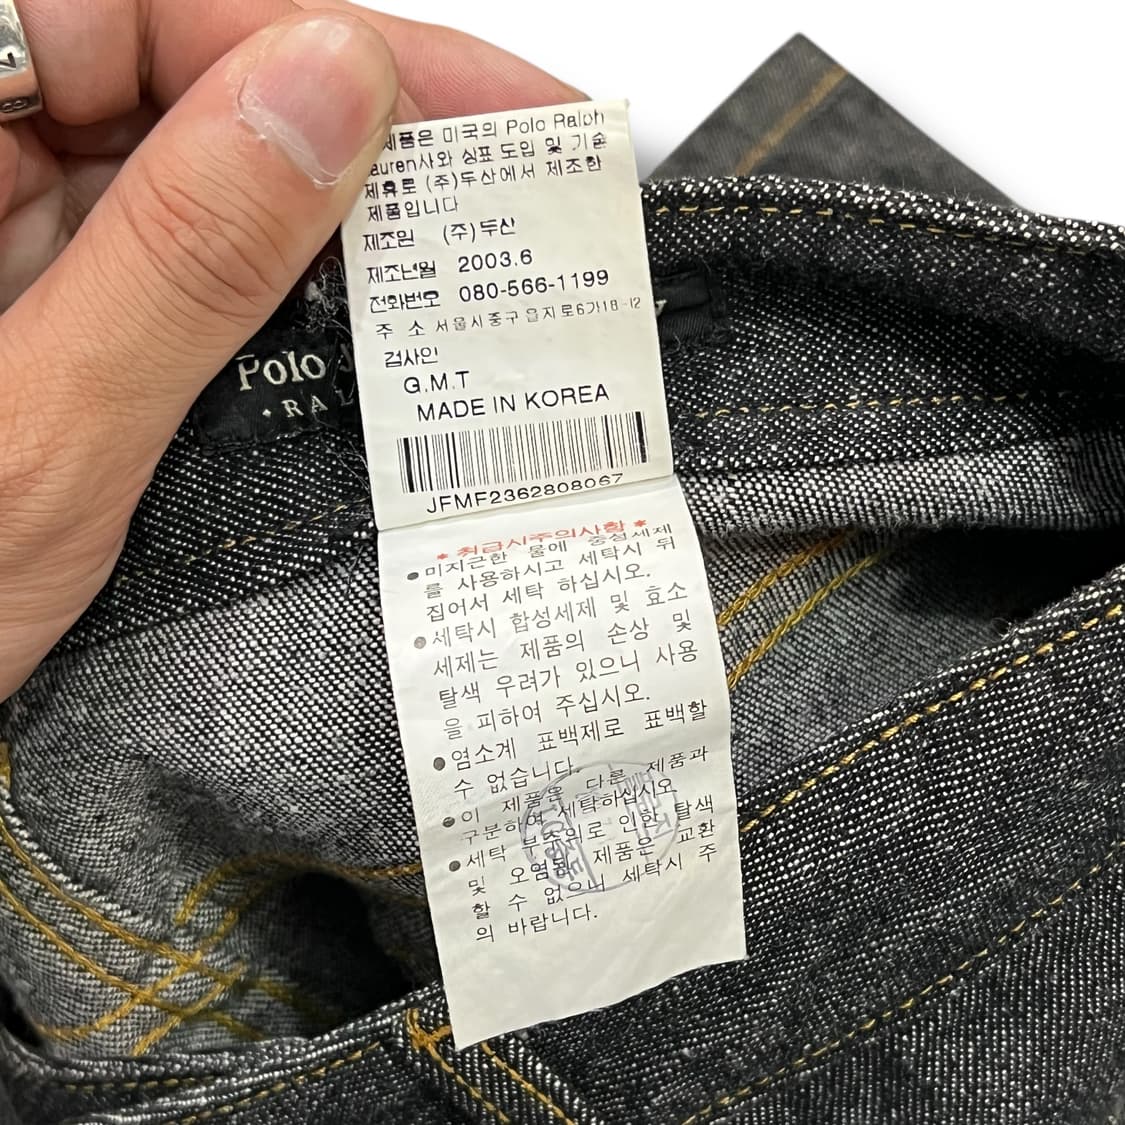 제품은 미국의 Polo Ralph
auren사와 상표 도입 및 기술
제휴로 (주)두산에서 제조한
제품입니다
제조원 (주)두산
제조년월 2003.6
전화번호 080-566-1199
주 소 서울시중구 을지로6가18-12
검사인
G.M.T
MADE IN KOREA
JFMF2362808067
Polo
·RAL
* 취급시주의사항 *
●미지근한 물에 중성세제
를 사용하시고 세탁시 뒤
집어서 세탁 하십시오.
●세탁시 합성세제 및 효소
세제는 제품의 손상 및
탈색 우려가 있으니 사용
을 피하여 주십시오.
●염소계 표백제로 표백할
수 없습니다.
●이 제품은 다른 제품과
구분하여 세탁하십시오
●세탁 부주의로 인한 탈색
및 오염된 제품은 교환
할 수 없으니 세탁시 주
의 바랍니다.